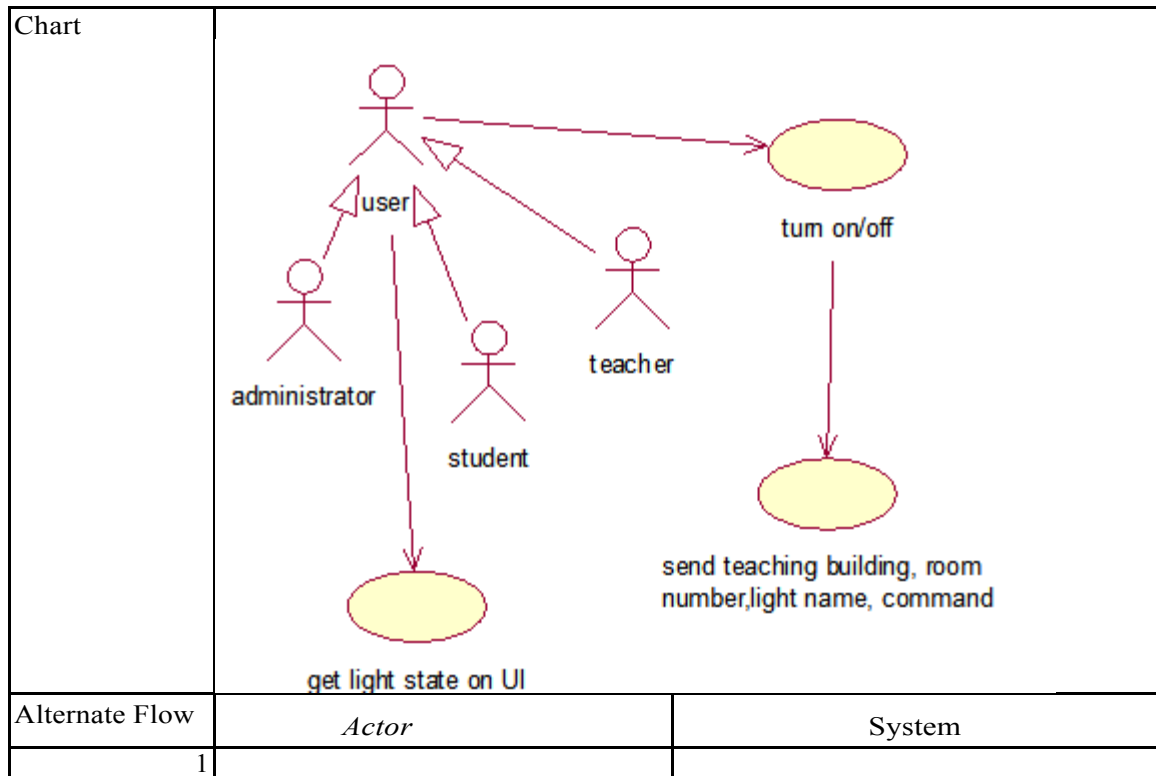 Chart
user
turn on/off
teacher
administrator
student
send teaching building, room
number,light name, command
get light state on UI
Alternate Flow
Actor
System
1